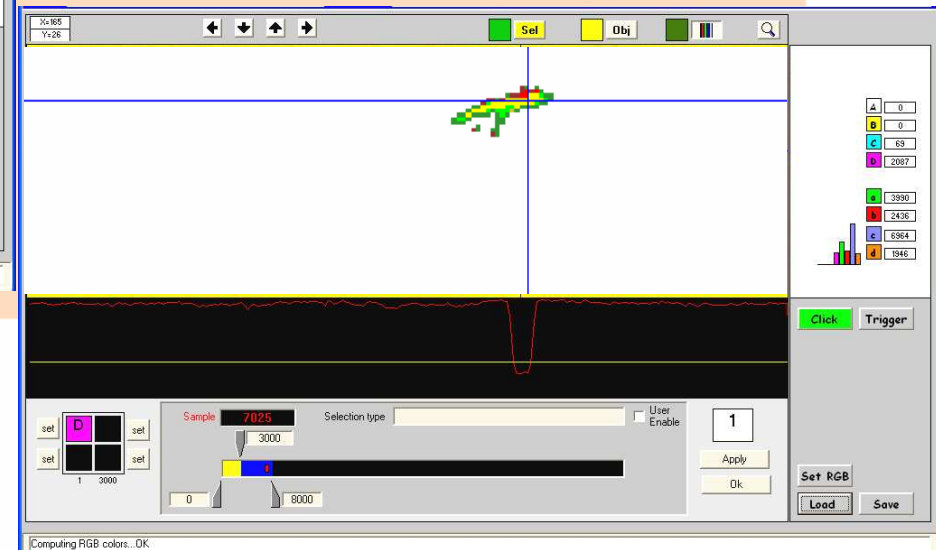 X=165
Y=26
Sel
Obj
A 0
B 0
C 69
D 2087
a 3990
b 2436
c 6964
d 1946
Click Trigger
set D set
set set
1 3000
Sample 7025 Selection type User Enable
3000
0 8000
1
Apply
Ok
Set RGB
Load Save
Computing RGB colors...OK